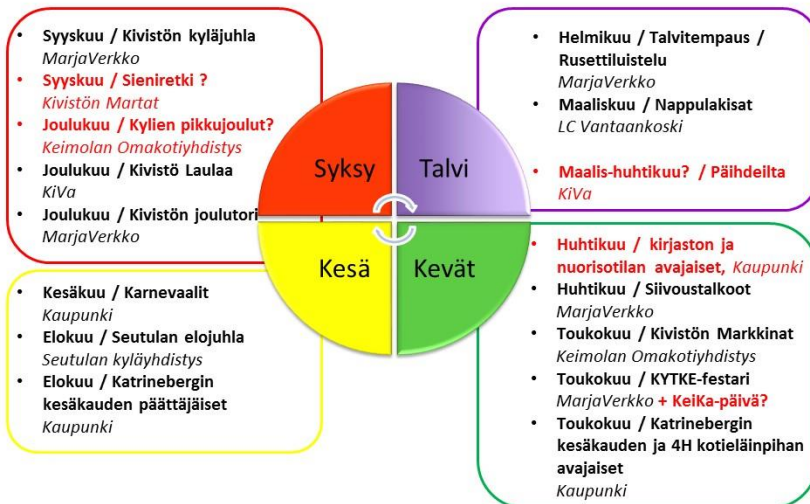 • Syyskuu / Kivistön kyläjuhla
MarjaVerkko
• Syyskuu / Sieniretki ?
Kivistön Martat
• Joulukuu / Kylien pikkujoulut?
Keimolan Omakotiyhdistys
• Joulukuu / Kivistö Laulaa
KiVa
• Joulukuu / Kivistön joulutori
MarjaVerkko
• Helmikuu / Talvitempaus /
Rusettiluistelu
MarjaVerkko
• Maaliskuu / Nappulakisat
LC Vantaankoski
• Maalis-huhtikuu? / Päihdeilta
KiVa
Syksy
Talvi
Kesä
Kevät
• Kesäkuu / Karnevaalit
Kaupunki
• Elokuu / Seutulan elojuhla
Seutulan kyläyhdistys
• Elokuu / Katrinebergin
kesäkauden päättäjäiset
Kaupunki
• Huhtikuu / kirjaston ja
nuorisotilan avajaiset, Kaupunki
• Huhtikuu / Siivoustalkoot
MarjaVerkko
• Toukokuu / Kivistön Markkinat
Keimolan Omakotiyhdistys
• Toukokuu / KYTKE-festari
MarjaVerkko + KeiKa-päivä?
• Toukokuu / Katrinebergin
kesäkauden ja 4H kotieläinpihan
avajaiset
Kaupunki